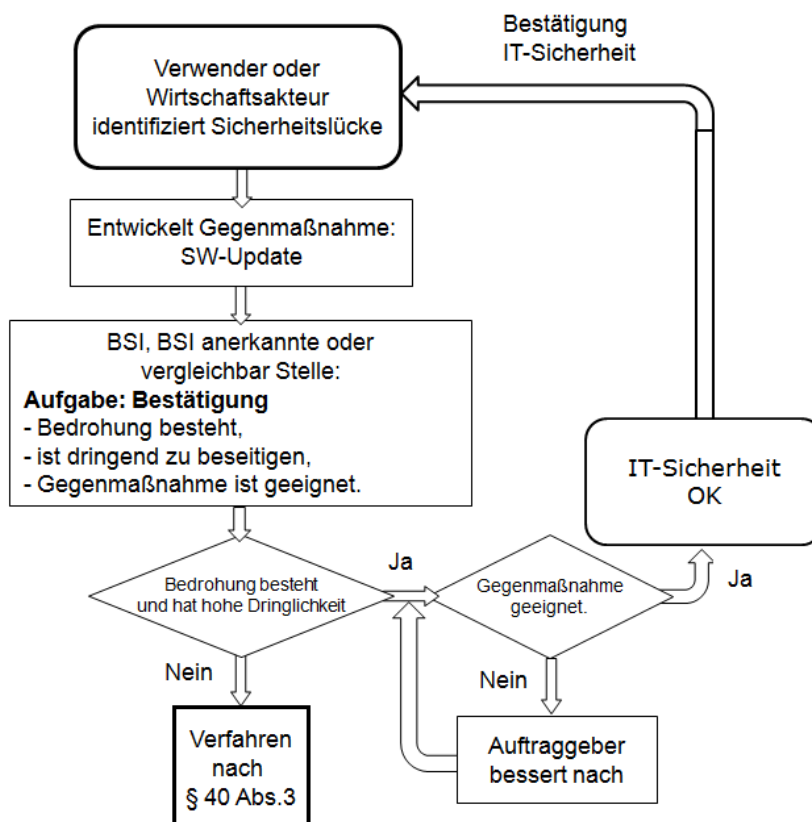 Bestätigung
IT-Sicherheit
Verwender oder
Wirtschaftsakteur
identifiziert Sicherheitslücke
Entwickelt Gegenmaßnahme:
SW-Update
BSI, BSI anerkannte oder
vergleichbar Stelle:
Aufgabe: Bestätigung
- Bedrohung besteht,
- ist dringend zu beseitigen,
- Gegenmaßnahme ist geeignet.
IT-Sicherheit
OK
Bedrohung besteht
und hat hohe Dringlichkeit
Ja
Gegenmaßnahme
geeignet.
Ja
Nein
Nein
Verfahren
nach
§ 40 Abs.3
Auftraggeber
bessert nach